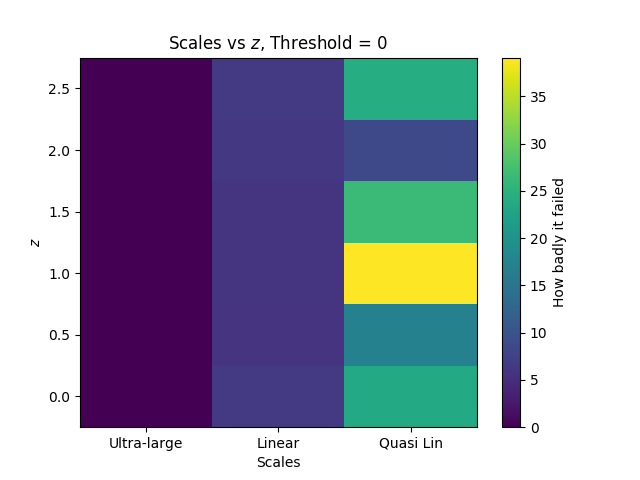 Scales vs z, Threshold = 0
z
2.5
2.0
1.5
1.0
0.5
0.0
Ultra-large Linear Quasi Lin
Scales
35
30
25
20
15
10
5
0
How badly it failed